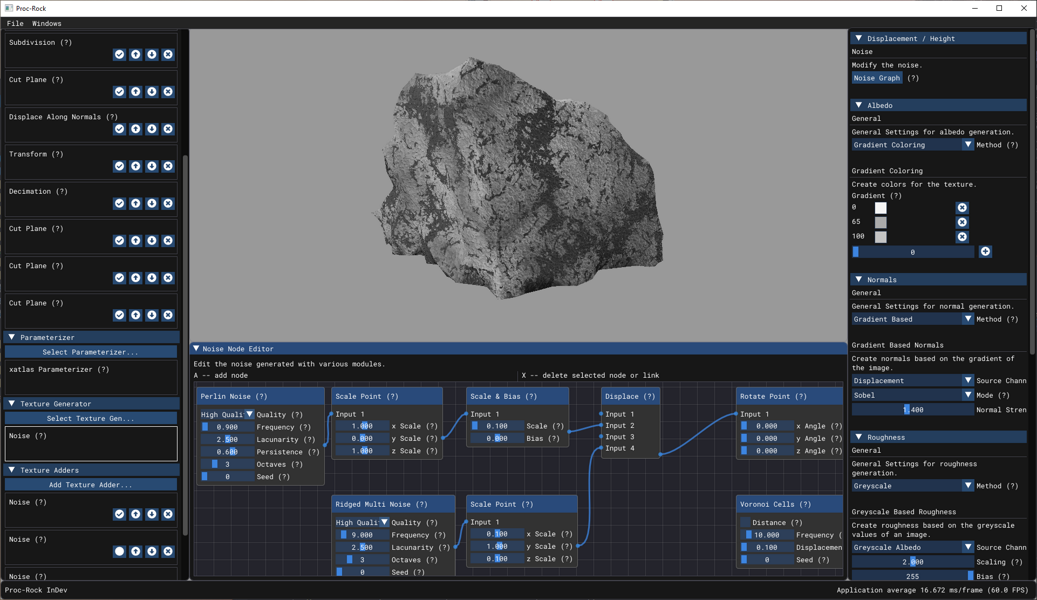 Proc-Rock
File Windows
Subdivision (?)
Cut Plane (?)
Displace Along Normals (?)
Transform (?)
Decimation (?)
Cut Plane (?)
Cut Plane (?)
Cut Plane (?)
Parameterizer
Select Parameterizer...
xatlas Parameterizer (?)
Texture Generator
Select Texture Gen...
Noise (?)
Texture Adders
Add Texture Adder...
Noise (?)
Noise (?)
Noise (?)
Noise Node Editor
Edit the noise generated with various modules.
A -- add node
X -- delete selected node or link
Perlin Noise (?)
High Quali Quality (?)
0.900 Frequency (?)
2.500 Lacunarity (?)
0.600 Persistence (?)
3 Octaves (?)
0 Seed (?)
Scale Point (?)
Input 1
1.000 x Scale (?)
0.000 y Scale (?)
1.000 z Scale (?)
Scale & Bias (?)
Input 1
0.100 Scale (?)
0.000 Bias (?)
Displace (?)
Input 1
Input 2
Input 3
Input 4
Rotate Point (?)
Input 1
0.000 x Angle (?)
0.000 y Angle (?)
0.000 z Angle (?)
Ridged Multi Noise (?)
High Quali Quality (?)
9.000 Frequency (?)
2.500 Lacunarity (?)
3 Octaves (?)
0 Seed (?)
Scale Point (?)
Input 1
0.100 x Scale (?)
1.000 y Scale (?)
0.100 z Scale (?)
Voronoi Cells (?)
Distance (?)
10.000 Frequency (
0.100 Displacemen
0 Seed (?)
Displacement / Height
Noise
Modify the noise.
Noise Graph (?)
Albedo
General
General Settings for albedo generation.
Gradient Coloring Method (?)
Gradient Coloring
Create colors for the texture.
Gradient (?)
0
65
100
0
Normals
General
General Settings for normal generation.
Gradient Based Method (?)
Gradient Based Normals
Create normals based on the gradient of
the image.
Displacement Source Chan
Sobel Mode (?)
1.400 Normal Stren
Roughness
General
General Settings for roughness
generation.
Greyscale Method (?)
Greyscale Based Roughness
Create roughness based on the greyscale
values of an image.
Greyscale Albedo Source Chan
2.000 Scaling (?)
255 Bias (?)
Proc-Rock InDev
Application average 16.672 ms/frame (60.0 FPS)